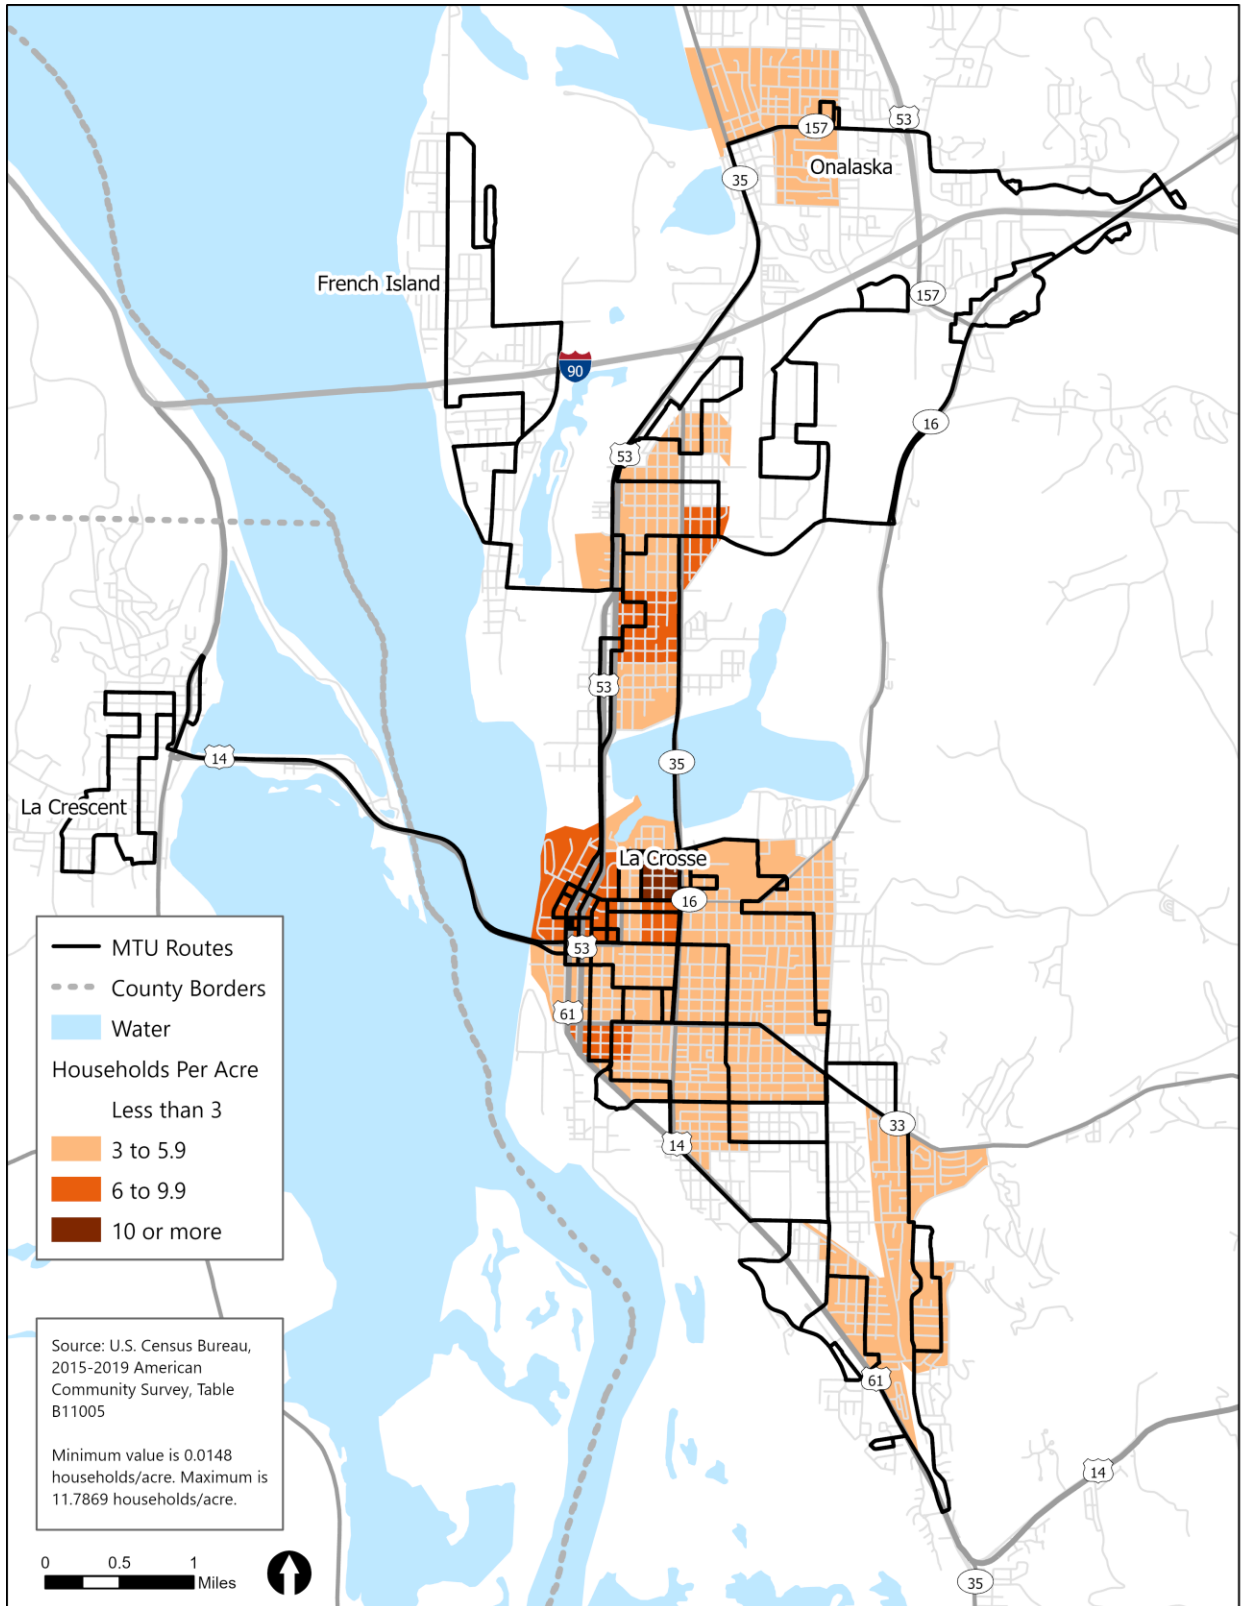 53
157
Onalaska
35
French Island
157
90
16
53
53
14
35
La Crescent
La Crosse
16
53
61
33
14
61
14
35
MTU Routes
County Borders
Water
Households Per Acre
Less than 3
3 to 5.9
6 to 9.9
10 or more
Source: U.S. Census Bureau,
2015-2019 American
Community Survey, Table
B11005
Minimum value is 0.0148
households/acre. Maximum is
11.7869 households/acre.
0 0.5 1
Miles